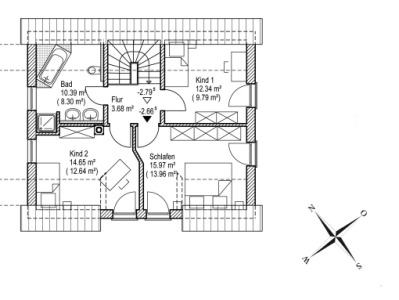 Bad
10.39 m²
( 8.30 m²)
Flur
3.68 m²
-2.79⁵
-2.66⁵
Kind 1
12.34 m²
( 9.79 m²)
Kind 2
14.65 m²
( 12.64 m²)
Schlafen
15.97 m²
( 13.96 m²)
N
O
W
S